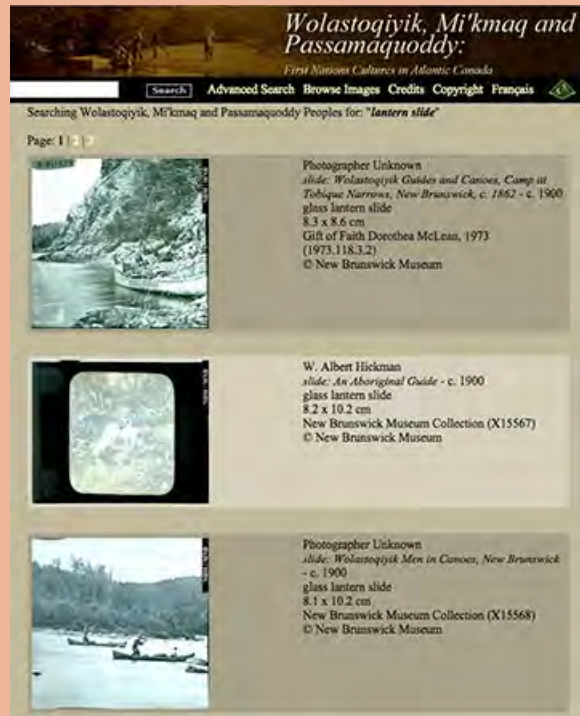 Wolastoqiyik, Mi'kmaq and
Passamaquoddy:
First Nations Cultures in Atlantic Canada
Search Advanced Search Browse Images Credits Copyright Français
Searching Wolastoqiyik, Mi'kmaq and Passamaquoddy Peoples for: "lantern slide"
Page: 1 | 2 | 3
Photographer Unknown
slide: Wolastoqiyik Guides and Canoes, Camp at
Tobique Narrows, New Brunswick, c. 1862 - c. 1900
glass lantern slide
8.3 x 8.6 cm
Gift of Faith Dorothea McLean, 1973
(1973.118.3.2)
© New Brunswick Museum
W. Albert Hickman
slide: An Aboriginal Guide - c. 1900
glass lantern slide
8.2 x 10.2 cm
New Brunswick Museum Collection (X15567)
© New Brunswick Museum
Photographer Unknown
slide: Wolastoqiyik Men in Canoes, New Brunswick
- c. 1900
glass lantern slide
8.1 x 10.2 cm
New Brunswick Museum Collection (X15568)
© New Brunswick Museum